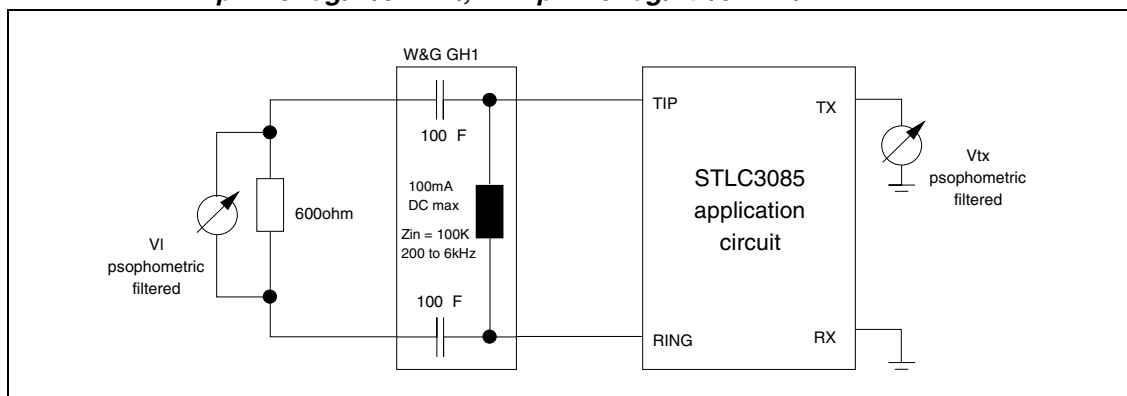 W&G GH1
100 F
TIP
TX
100mA
DC max
Zin = 100K
200 to 6kHz
600ohm
Vl
psophometric
filtered
STLC3085
application
circuit
Vtx
psophometric
filtered
100 F
RING
RX